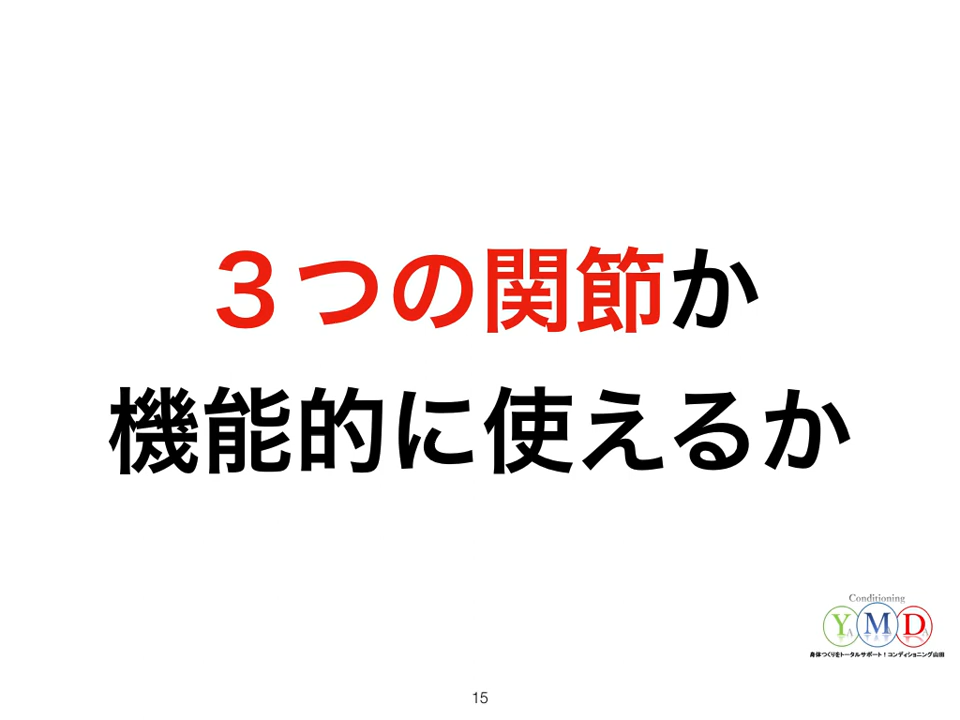 ３つの関節か
機能的に使えるか
Conditioning
YMD
身体つくりをトータルサポート！コンディショニング山田
15